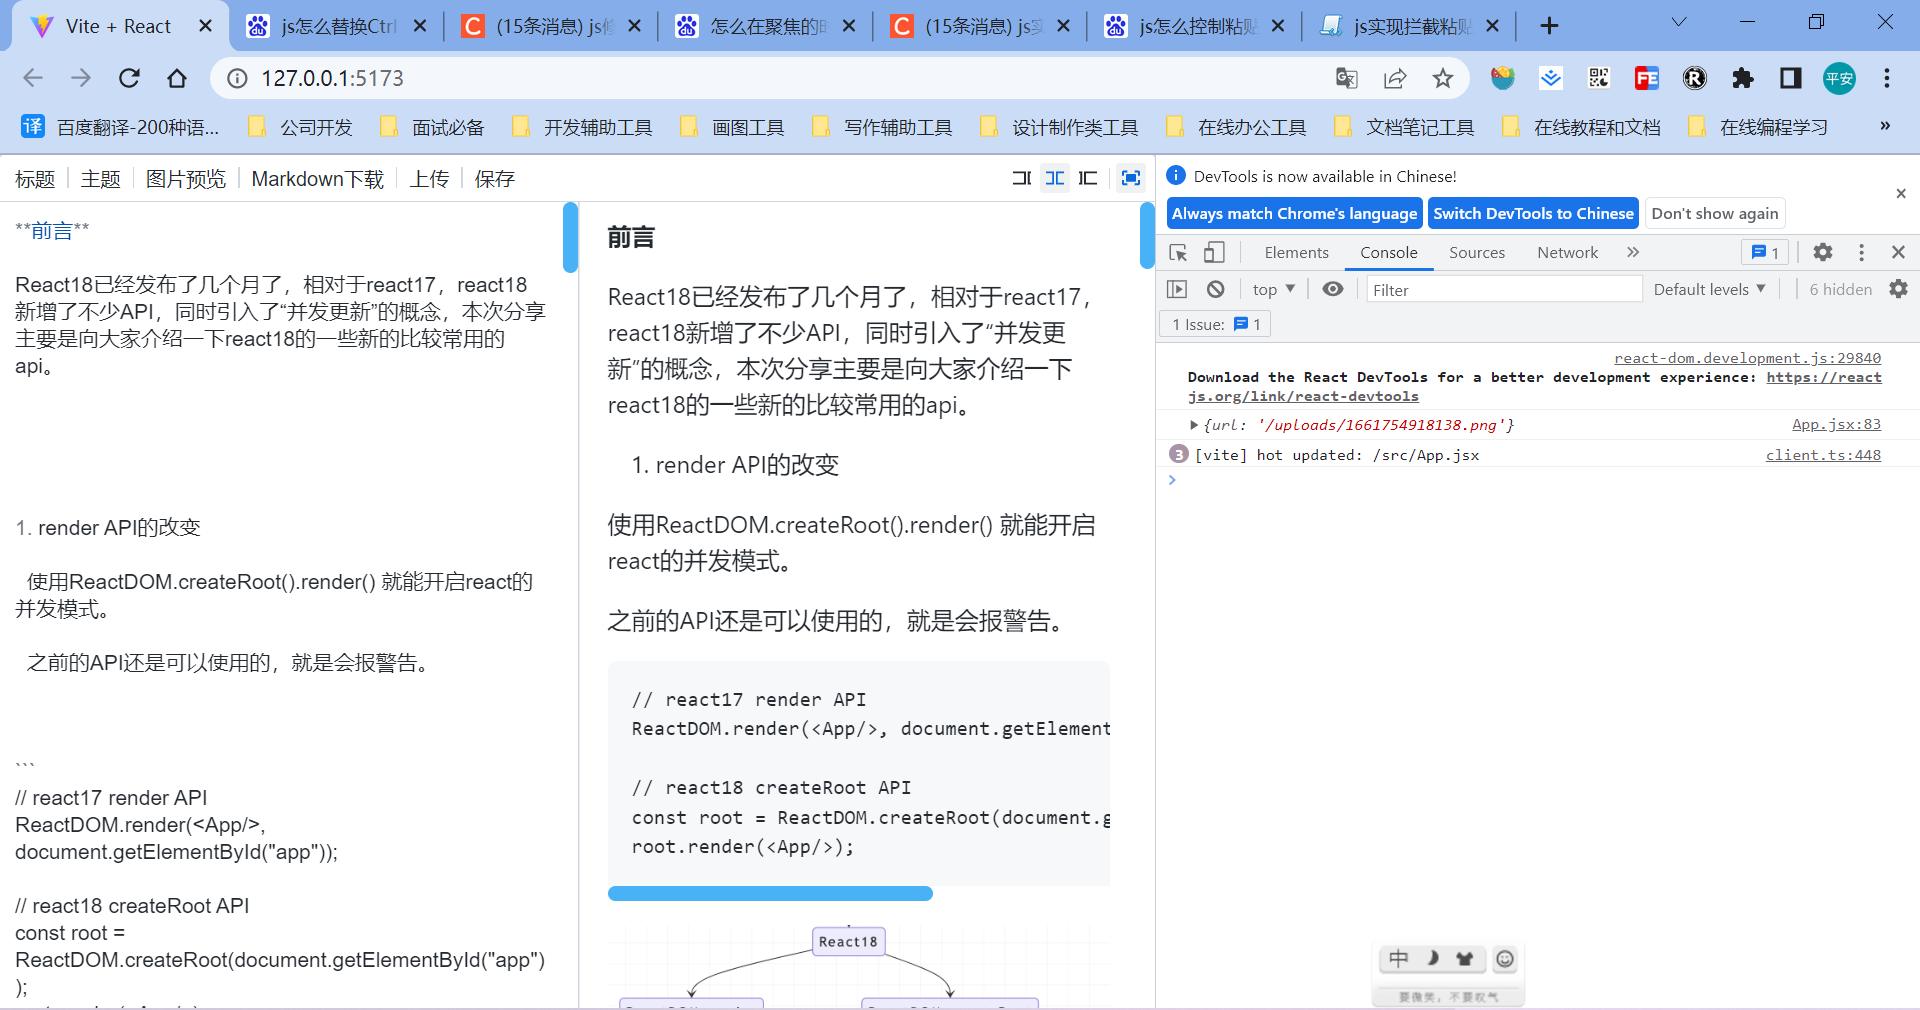 Vite + React
js怎么替换Ctrl
(15条消息) js修
怎么在聚焦的时
(15条消息) js实
js怎么控制粘贴
js实现拦截粘贴
127.0.0.1:5173
平安
译 百度翻译-200种语...
公司开发
面试必备
开发辅助工具
画图工具
写作辅助工具
设计制作类工具
在线办公工具
文档笔记工具
在线教程和文档
在线编程学习
»
标题 主题 图片预览 Markdown下载 上传 保存
**前言**
React18已经发布了几个月了，相对于react17，react18
新增了不少API，同时引入了“并发更新”的概念，本次分享
主要是向大家介绍一下react18的一些新的比较常用的
api。
1. render API的改变
使用ReactDOM.createRoot().render() 就能开启react的
并发模式。
之前的API还是可以使用的，就是会报警告。
```
// react17 render API
ReactDOM.render(<App/>,
document.getElementById("app"));
// react18 createRoot API
const root =
ReactDOM.createRoot(document.getElementById("app")
);
前言
React18已经发布了几个月了，相对于react17，
react18新增了不少API，同时引入了“并发更
新”的概念，本次分享主要是向大家介绍一下
react18的一些新的比较常用的api。
1. render API的改变
使用ReactDOM.createRoot().render() 就能开启
react的并发模式。
之前的API还是可以使用的，就是会报警告。
// react17 render API
ReactDOM.render(<App/>, document.getElement
// react18 createRoot API
const root = ReactDOM.createRoot(document.g
root.render(<App/>);
React18
DevTools is now available in Chinese!
Always match Chrome's language Switch DevTools to Chinese Don't show again
Elements Console Sources Network » 1
top Filter Default levels 6 hidden
1 Issue: 1
react-dom.development.js:29840
Download the React DevTools for a better development experience: https://react
js.org/link/react-devtools
{url: '/uploads/1661754918138.png'} App.jsx:83
3 [vite] hot updated: /src/App.jsx client.ts:448
中
要微笑，不要叹气